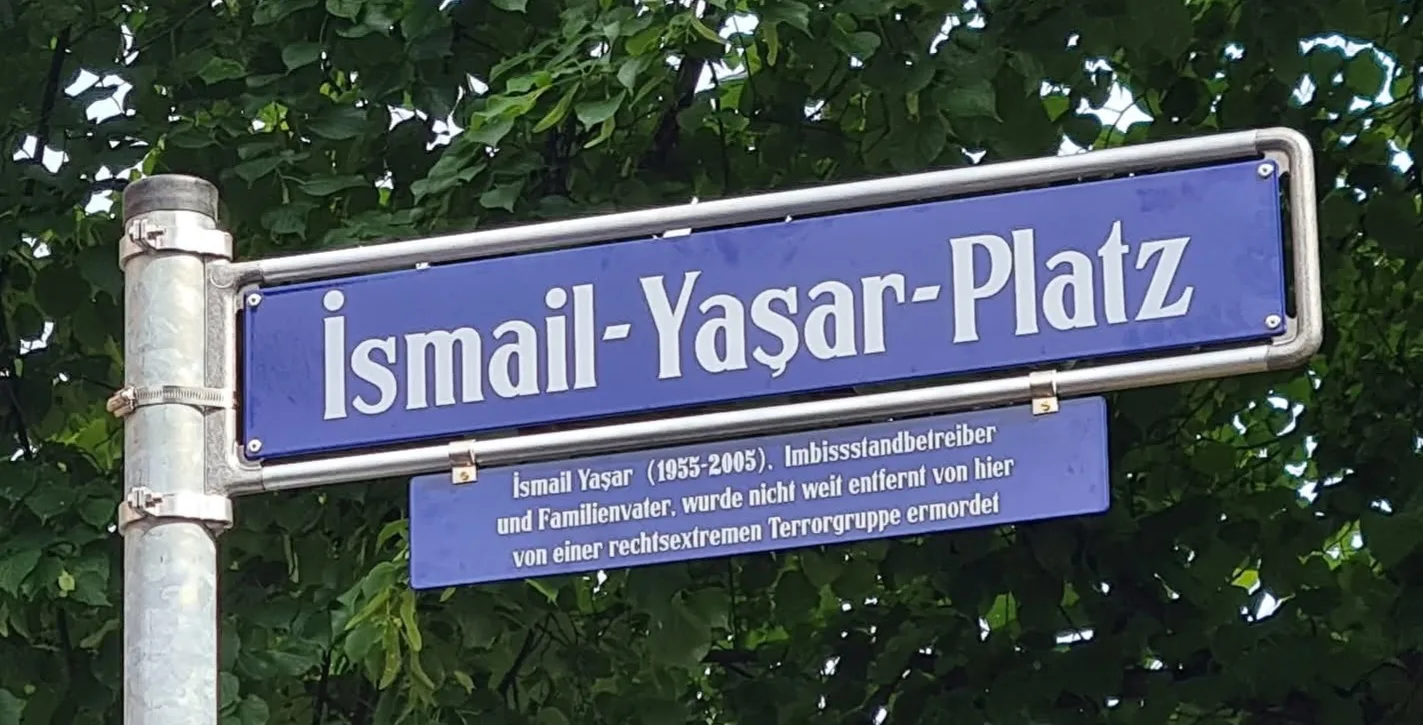 İsmail-Yaşar-Platz
İsmail Yaşar (1955-2005). Imbissstandbetreiber
und Familienvater, wurde nicht weit entfernt von hier
von einer rechtsextremen Terrorgruppe ermordet